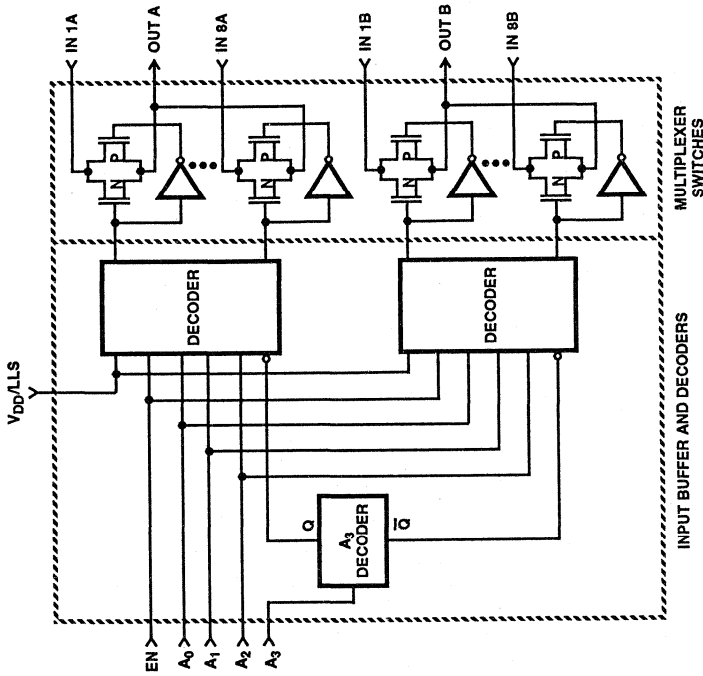 IN 1A
OUT A
IN 8A
IN 1B
OUT B
IN 8B
N P
N P
N P
N P
MULTIPLEXER
SWITCHES
DECODER
DECODER
VDD/LLS
Q
A3
DECODER
Q̅
INPUT BUFFER AND DECODERS
EN
A0
A1
A2
A3